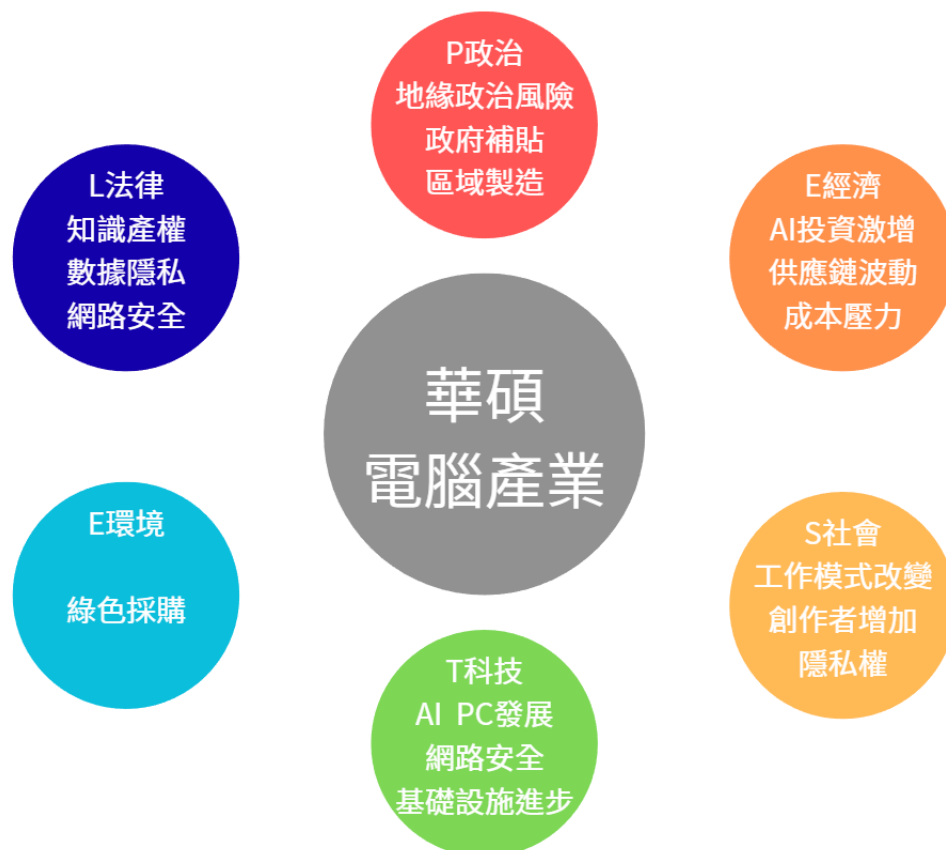 P政治
地緣政治風險
政府補貼
區域製造
L法律
知識產權
數據隱私
網路安全
E經濟
AI投資激增
供應鏈波動
成本壓力
華碩
電腦產業
E環境
綠色採購
S社會
工作模式改變
創作者增加
隱私權
T科技
AI PC發展
網路安全
基礎設施進步